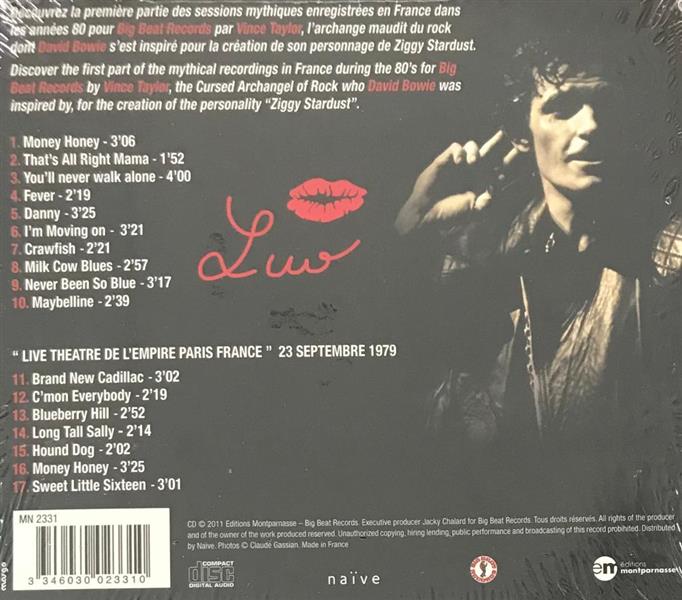 Découvrez la première partie des sessions mythiques enregistrées en France dans
les années 80 pour Big Beat Records par Vince Taylor, l'archange maudit du rock
dont David Bowie s'est inspiré pour la création de son personnage de Ziggy Stardust.
Discover the first part of the mythical recordings in France during the 80's for Big
Beat Records by Vince Taylor, the Cursed Archangel of Rock who David Bowie was
inspired by, for the creation of the personality "Ziggy Stardust".
1. Money Honey - 3'06
2. That's All Right Mama - 1'52
3. You'll never walk alone - 4'00
4. Fever - 2'19
5. Danny - 3'25
6. I'm Moving on - 3'21
7. Crawfish - 2'21
8. Milk Cow Blues - 2'57
9. Never Been So Blue - 3'17
10. Maybelline - 2'39
Luv
" LIVE THEATRE DE L'EMPIRE PARIS FRANCE " 23 SEPTEMBRE 1979
11. Brand New Cadillac - 3'02
12. C'mon Everybody - 2'19
13. Blueberry Hill - 2'52
14. Long Tall Sally - 2'14
15. Hound Dog - 2'02
16. Money Honey - 3'25
17. Sweet Little Sixteen - 3'01
MN 2331
3 346030 023310
margo
CD © 2011 Editions Montparnasse – Big Beat Records. Executive producer Jacky Chalard for Big Beat Records. Tous droits réservés. All rights of the producer
and of the owner of the work produced reserved. Unauthorized copying, hiring lending, public performance and broadcasting of this record prohibited. Distributed
by Naïve. Photos © Claude Gassian. Made in France
COMPACT
disc
DIGITAL AUDIO
naïve
em éditions
montparnasse